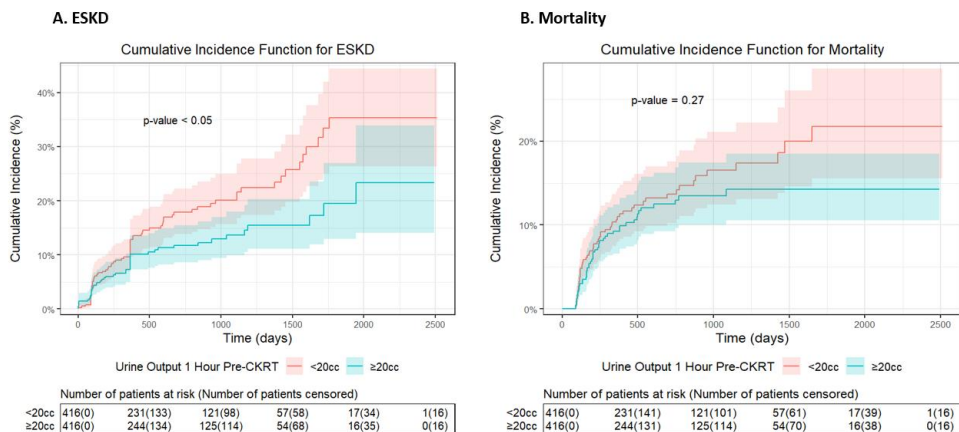 A. ESKD
Cumulative Incidence Function for ESKD
p-value < 0.05
Cumulative Incidence (%)
40%
30%
20%
10%
0%
0 500 1000 1500 2000 2500
Time (days)
Urine Output 1 Hour Pre-CKRT <20cc ≥20cc
Number of patients at risk (Number of patients censored)
<20cc 416(0) 231(133) 121(98) 57(58) 17(34) 1(16)
≥20cc 416(0) 244(134) 125(114) 54(68) 16(35) 0(16)
B. Mortality
Cumulative Incidence Function for Mortality
p-value = 0.27
Cumulative Incidence (%)
20%
10%
0%
0 500 1000 1500 2000 2500
Time (days)
Urine Output 1 Hour Pre-CKRT <20cc ≥20cc
Number of patients at risk (Number of patients censored)
<20cc 416(0) 231(141) 121(101) 57(61) 17(39) 1(16)
≥20cc 416(0) 244(131) 125(114) 54(70) 16(38) 0(16)